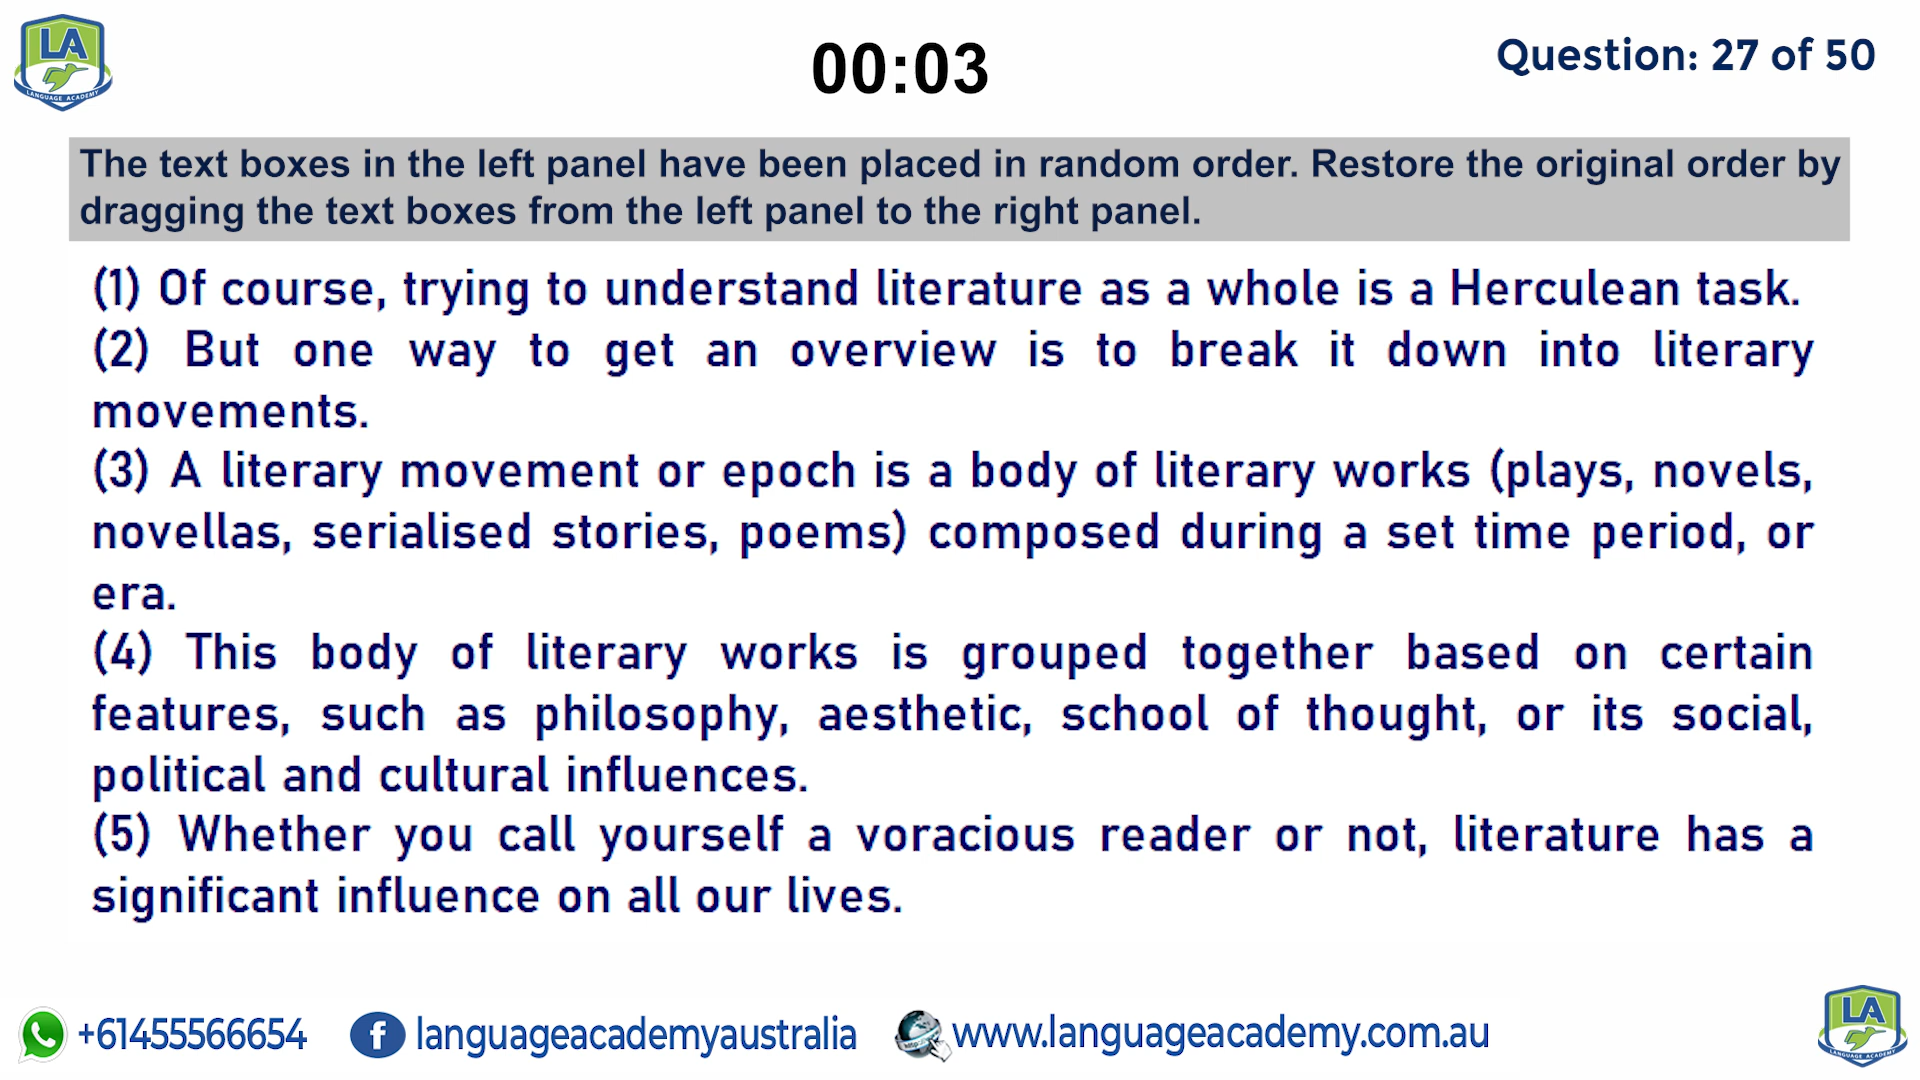 LA
LANGUAGE ACADEMY
00:03
Question: 27 of 50
The text boxes in the left panel have been placed in random order. Restore the original order by
dragging the text boxes from the left panel to the right panel.
(1) Of course, trying to understand literature as a whole is a Herculean task.
(2) But one way to get an overview is to break it down into literary
movements.
(3) A literary movement or epoch is a body of literary works (plays, novels,
novellas, serialised stories, poems) composed during a set time period, or
era.
(4) This body of literary works is grouped together based on certain
features, such as philosophy, aesthetic, school of thought, or its social,
political and cultural influences.
(5) Whether you call yourself a voracious reader or not, literature has a
significant influence on all our lives.
+61455566654
f languageacademyaustralia
www.languageacademy.com.au
LA
LANGUAGE ACADEMY